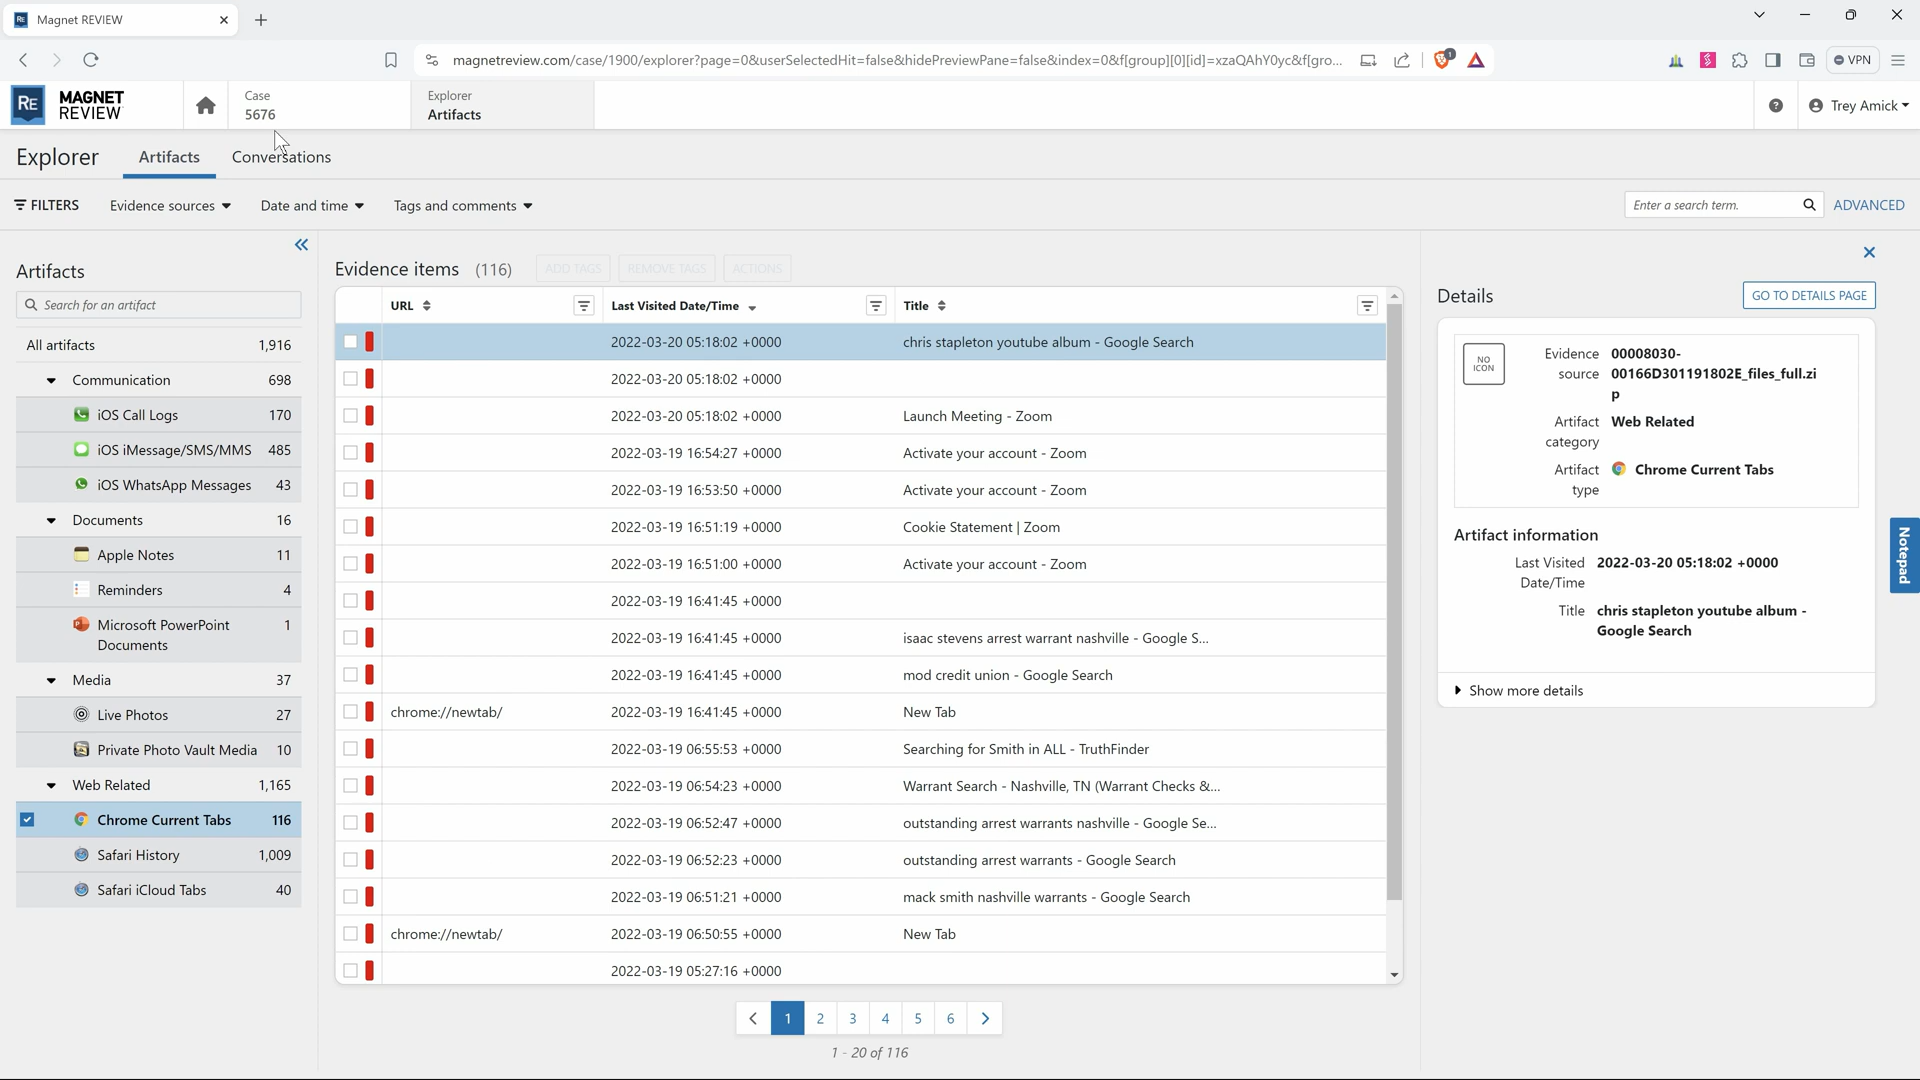 RE Magnet REVIEW
magnetreview.com/case/1900/explorer?page=0&userSelectedHit=false&hidePreviewPane=false&index=0&f[group][0][id]=xzaQAhY0yc&f[gro...
1
VPN
RE
MAGNET
REVIEW
Case
5676
Explorer
Artifacts
Trey Amick
Explorer
Artifacts
Conversations
FILTERS
Evidence sources
Date and time
Tags and comments
Enter a search term.
ADVANCED
Artifacts
Search for an artifact
All artifacts 1,916
Communication 698
iOS Call Logs 170
iOS iMessage/SMS/MMS 485
iOS WhatsApp Messages 43
Documents 16
Apple Notes 11
Reminders 4
Microsoft PowerPoint 1
Documents
Media 37
Live Photos 27
Private Photo Vault Media 10
Web Related 1,165
Chrome Current Tabs 116
Safari History 1,009
Safari iCloud Tabs 40
Evidence items (116) ADD TAGS REMOVE TAGS ACTIONS
URL Last Visited Date/Time Title
2022-03-20 05:18:02 +0000 chris stapleton youtube album - Google Search
2022-03-20 05:18:02 +0000
2022-03-20 05:18:02 +0000 Launch Meeting - Zoom
2022-03-19 16:54:27 +0000 Activate your account - Zoom
2022-03-19 16:53:50 +0000 Activate your account - Zoom
2022-03-19 16:51:19 +0000 Cookie Statement | Zoom
2022-03-19 16:51:00 +0000 Activate your account - Zoom
2022-03-19 16:41:45 +0000
2022-03-19 16:41:45 +0000 isaac stevens arrest warrant nashville - Google S...
2022-03-19 16:41:45 +0000 mod credit union - Google Search
chrome://newtab/ 2022-03-19 16:41:45 +0000 New Tab
2022-03-19 06:55:53 +0000 Searching for Smith in ALL - TruthFinder
2022-03-19 06:54:23 +0000 Warrant Search - Nashville, TN (Warrant Checks &...
2022-03-19 06:52:47 +0000 outstanding arrest warrants nashville - Google Se...
2022-03-19 06:52:23 +0000 outstanding arrest warrants - Google Search
2022-03-19 06:51:21 +0000 mack smith nashville warrants - Google Search
chrome://newtab/ 2022-03-19 06:50:55 +0000 New Tab
2022-03-19 05:27:16 +0000
1 2 3 4 5 6
1 - 20 of 116
Details
GO TO DETAILS PAGE
NO
ICON
Evidence 00008030-
source 00166D301191802E_files_full.zi
p
Artifact Web Related
category
Artifact Chrome Current Tabs
type
Artifact information
Last Visited 2022-03-20 05:18:02 +0000
Date/Time
Title chris stapleton youtube album -
Google Search
Show more details
Notepad